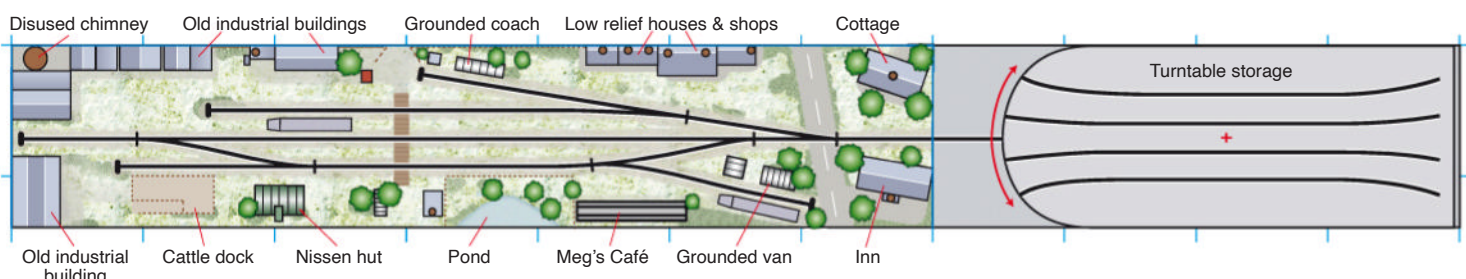 Disused chimney
Old industrial buildings
Grounded coach
Low relief houses & shops
Cottage
Turntable storage
Old industrial
building
Cattle dock
Nissen hut
Pond
Meg's Café
Grounded van
Inn